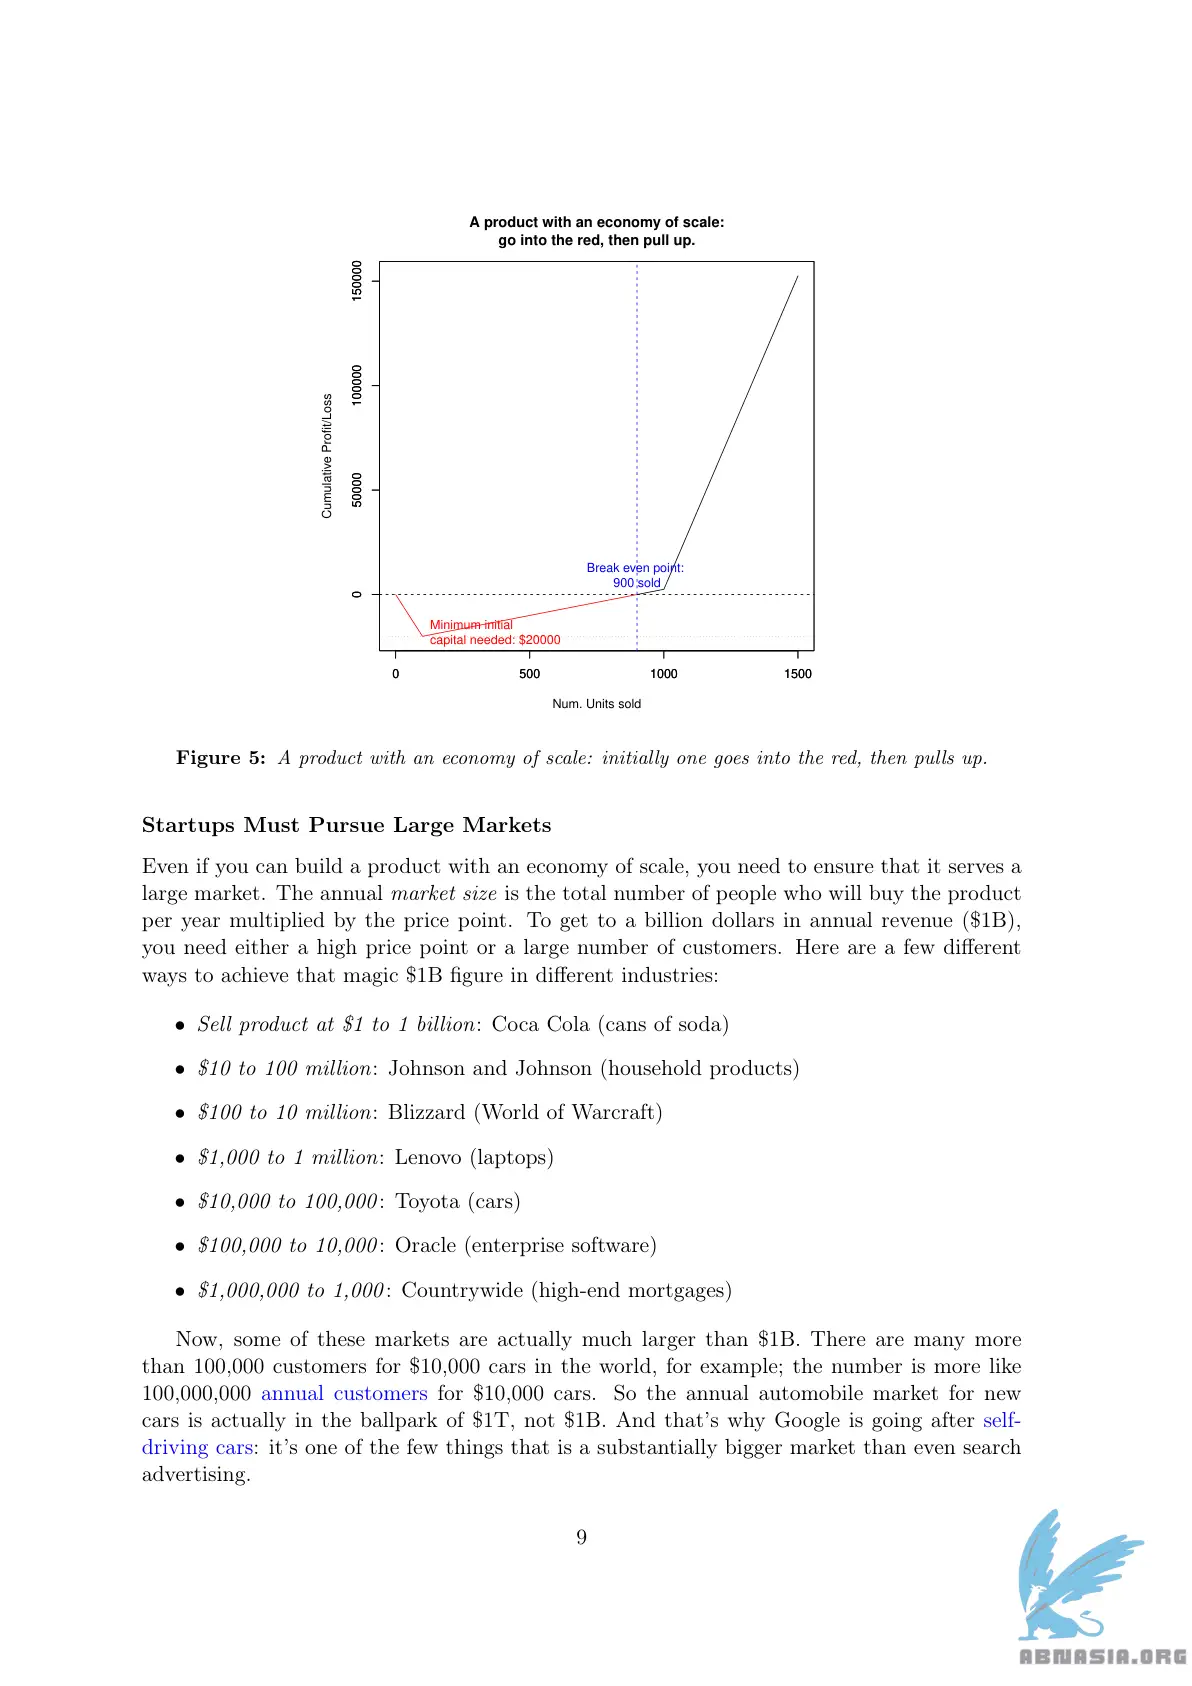 A product with an economy of scale:
go into the red, then pull up.
150000
100000
50000
0
Cumulative Profit/Loss
Break even point:
900 sold
Minimum initial
capital needed: $20000
0 500 1000 1500
Num. Units sold
Figure 5: A product with an economy of scale: initially one goes into the red, then pulls up.
Startups Must Pursue Large Markets
Even if you can build a product with an economy of scale, you need to ensure that it serves a
large market. The annual market size is the total number of people who will buy the product
per year multiplied by the price point. To get to a billion dollars in annual revenue ($1B),
you need either a high price point or a large number of customers. Here are a few different
ways to achieve that magic $1B figure in different industries:
• Sell product at $1 to 1 billion: Coca Cola (cans of soda)
• $10 to 100 million: Johnson and Johnson (household products)
• $100 to 10 million: Blizzard (World of Warcraft)
• $1,000 to 1 million: Lenovo (laptops)
• $10,000 to 100,000: Toyota (cars)
• $100,000 to 10,000: Oracle (enterprise software)
• $1,000,000 to 1,000: Countrywide (high-end mortgages)
Now, some of these markets are actually much larger than $1B. There are many more
than 100,000 customers for $10,000 cars in the world, for example; the number is more like
100,000,000 annual customers for $10,000 cars. So the annual automobile market for new
cars is actually in the ballpark of $1T, not $1B. And that's why Google is going after self-
driving cars: it's one of the few things that is a substantially bigger market than even search
advertising.
9
ABNASIA.ORG